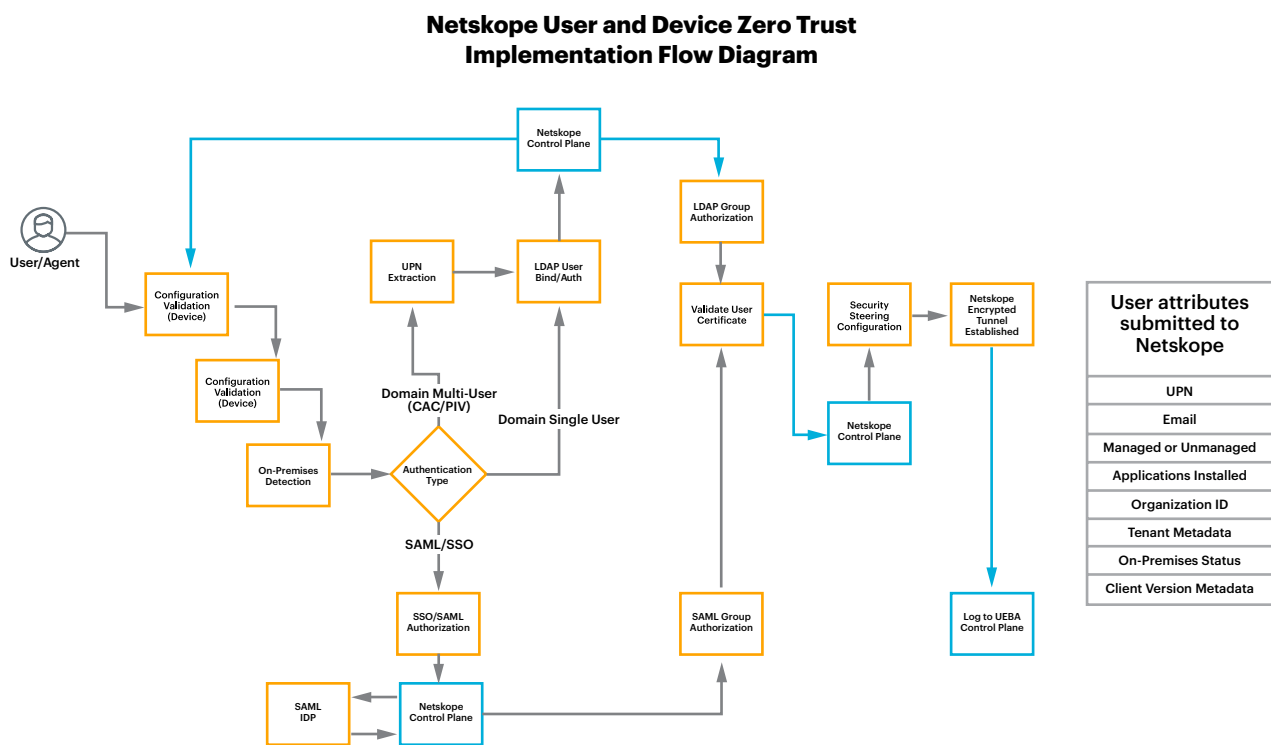 Netskope User and Device Zero Trust
Implementation Flow Diagram
Netskope
Control Plane
LDAP Group
Authorization
User/Agent
UPN
Extraction
LDAP User
Bind/Auth
Configuration
Validation
(Device)
Validate User
Certificate
Security
Steering
Configuration
Netskope
Encrypted
Tunnel
Established
Configuration
Validation
(Device)
Domain Multi-User
(CAC/PIV)
Domain Single User
Netskope
Control Plane
On-Premises
Detection
Authentication
Type
SAML/SSO
SSO/SAML
Authorization
SAML Group
Authorization
Log to UEBA
Control Plane
SAML
IDP
Netskope
Control Plane
User attributes
submitted to
Netskope
UPN
Email
Managed or Unmanaged
Applications Installed
Organization ID
Tenant Metadata
On-Premises Status
Client Version Metadata